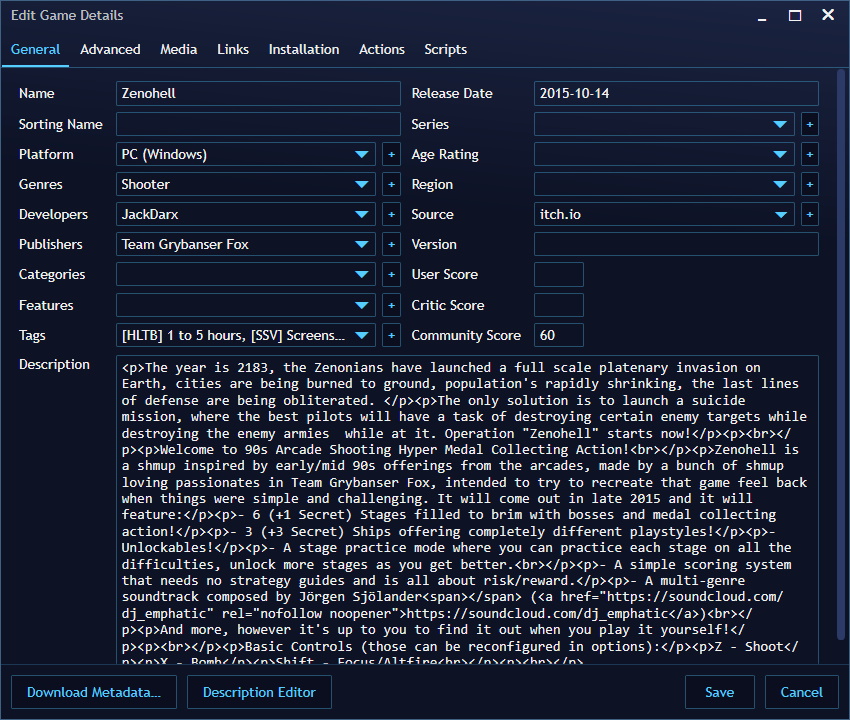 Edit Game Details
General Advanced Media Links Installation Actions Scripts
Name Zenohell Release Date 2015-10-14
Sorting Name Series +
Platform PC (Windows) + Age Rating +
Genres Shooter + Region +
Developers JackDarx + Source itch.io +
Publishers Team Grybanser Fox + Version
Categories + User Score
Features + Critic Score
Tags [HLTB] 1 to 5 hours, [SSV] Screens... + Community Score 60
Description
<p>The year is 2183, the Zenonians have launched a full scale platenary invasion on
Earth, cities are being burned to ground, population's rapidly shrinking, the last lines
of defense are being obliterated. </p><p>The only solution is to launch a suicide
mission, where the best pilots will have a task of destroying certain enemy targets while
destroying the enemy armies  while at it. Operation "Zenohell" starts now!</p><p><br></
p><p>Welcome to 90s Arcade Shooting Hyper Medal Collecting Action!<br></p><p>Zenohell is
a shmup inspired by early/mid 90s offerings from the arcades, made by a bunch of shmup
loving passionates in Team Grybanser Fox, intended to try to recreate that game feel back
when things were simple and challenging. It will come out in late 2015 and it will
feature:</p><p>- 6 (+1 Secret) Stages filled to brim with bosses and medal collecting
action!</p><p>- 3 (+3 Secret) Ships offering completely different playstyles!</p><p>-
Unlockables!</p><p>- A stage practice mode where you can practice each stage on all the
difficulties, unlock more stages as you get better.<br></p><p>- A simple scoring system
that needs no strategy guides and is all about risk/reward.</p><p>- A multi-genre
soundtrack composed by Jörgen Sjölander<span></span> (<a href="https://soundcloud.com/
dj_emphatic" rel="nofollow noopener">https://soundcloud.com/dj_emphatic</a>)<br></
p><p>And more, however it's up to you to find it out when you play it yourself!</
p><p><br></p><p>Basic Controls (those can be reconfigured in options):</p><p>Z - Shoot</
p><p>X - Bomb</p><p>Shift - Focus/Altfire<br></p><p><br></p>
Download Metadata... Description Editor Save Cancel